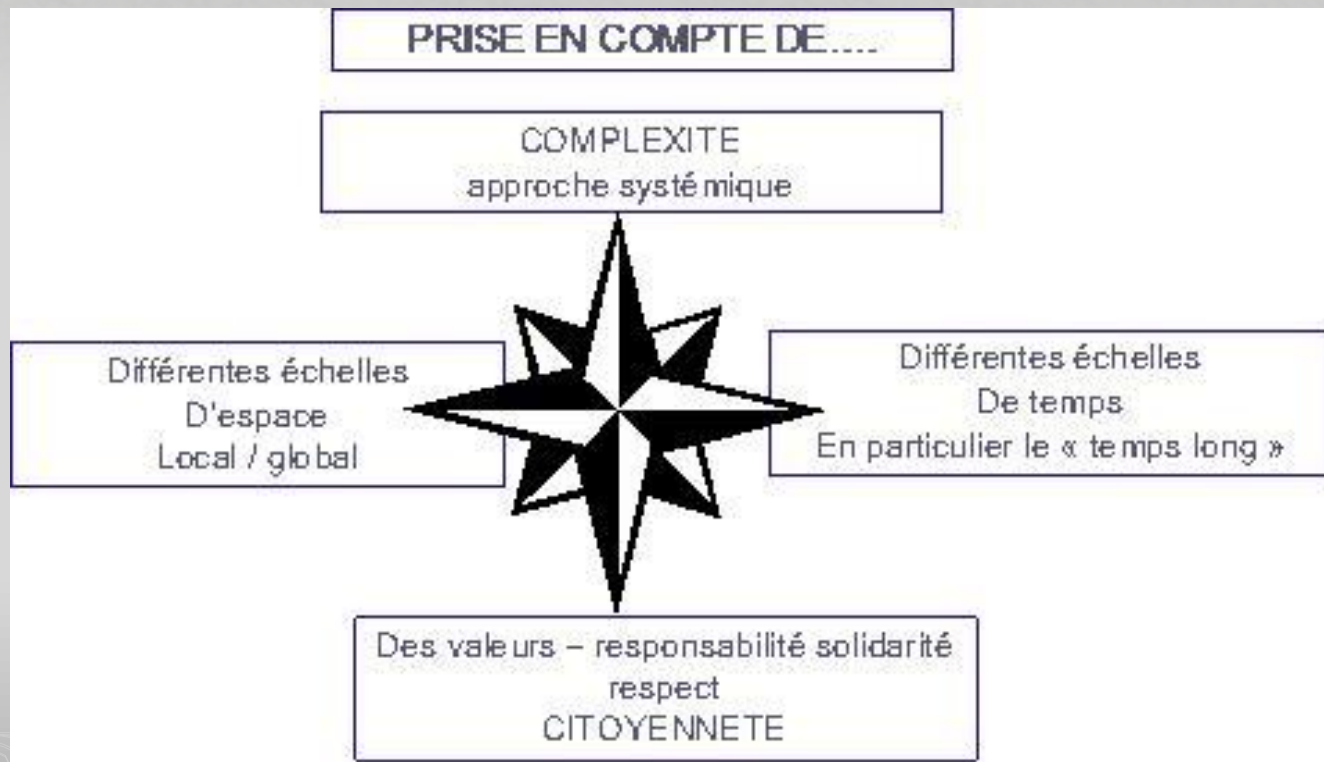 PRISE EN COMPTE DE....
COMPLEXITE
approche systémique
Différentes échelles
D'espace
Local / global
Différentes échelles
De temps
En particulier le « temps long »
Des valeurs – responsabilité solidarité
respect
CITOYENNETE